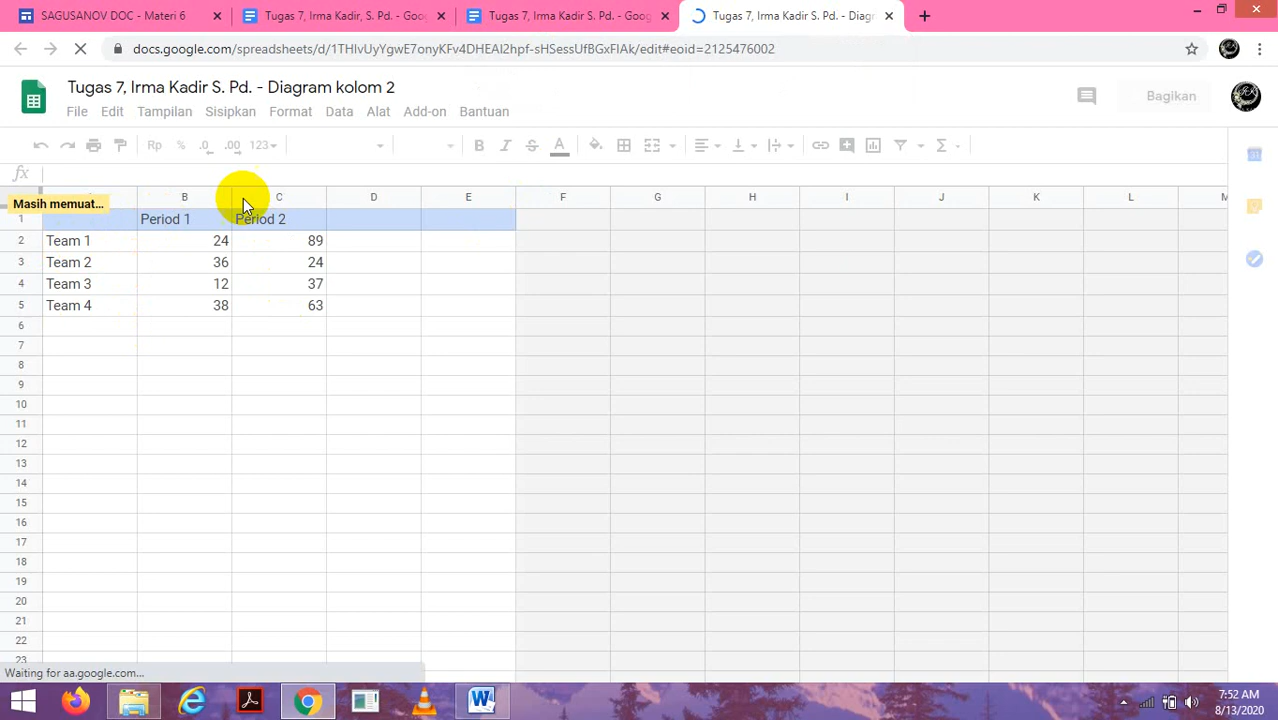 SAGUSANOV DOC - Materi 6
Tugas 7, Irma Kadir, S. Pd. - Goo
Tugas 7, Irma Kadir, S. Pd. - Goo
Tugas 7, Irma Kadir S. Pd. - Diagr
docs.google.com/spreadsheets/d/1THIvUyYgwE7onyKFv4DHEAI2hpf-sHSessUfBGxFIAk/edit#eoid=2125476002
Tugas 7, Irma Kadir S. Pd. - Diagram kolom 2
File Edit Tampilan Sisipkan Format Data Alat Add-on Bantuan
Bagikan
Rp % .0 .00 123 B I S A
fx
B C D E F G H I J K L M
Masih memuat...
1 Period 1 Period 2
2 Team 1 24 89
3 Team 2 36 24
4 Team 3 12 37
5 Team 4 38 63
6
7
8
9
10
11
12
13
14
15
16
17
18
19
20
21
22
23
Waiting for aa.google.com...
7:52 AM
8/13/2020